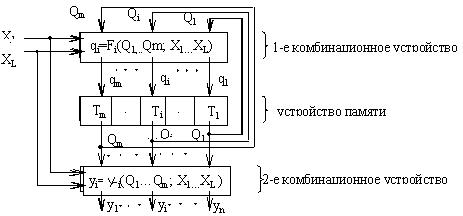 Qm Qi Q1
X1
XL
qi=Fi(Q1...Qm; X1...XL)
1-е комбинационное устройство
qm qi q1
Tm . Ti . T1
устройство памяти
Qm Q1
yi= (Q1...Qm; X1...XL)
2-е комбинационное устройство
y1 yi yn